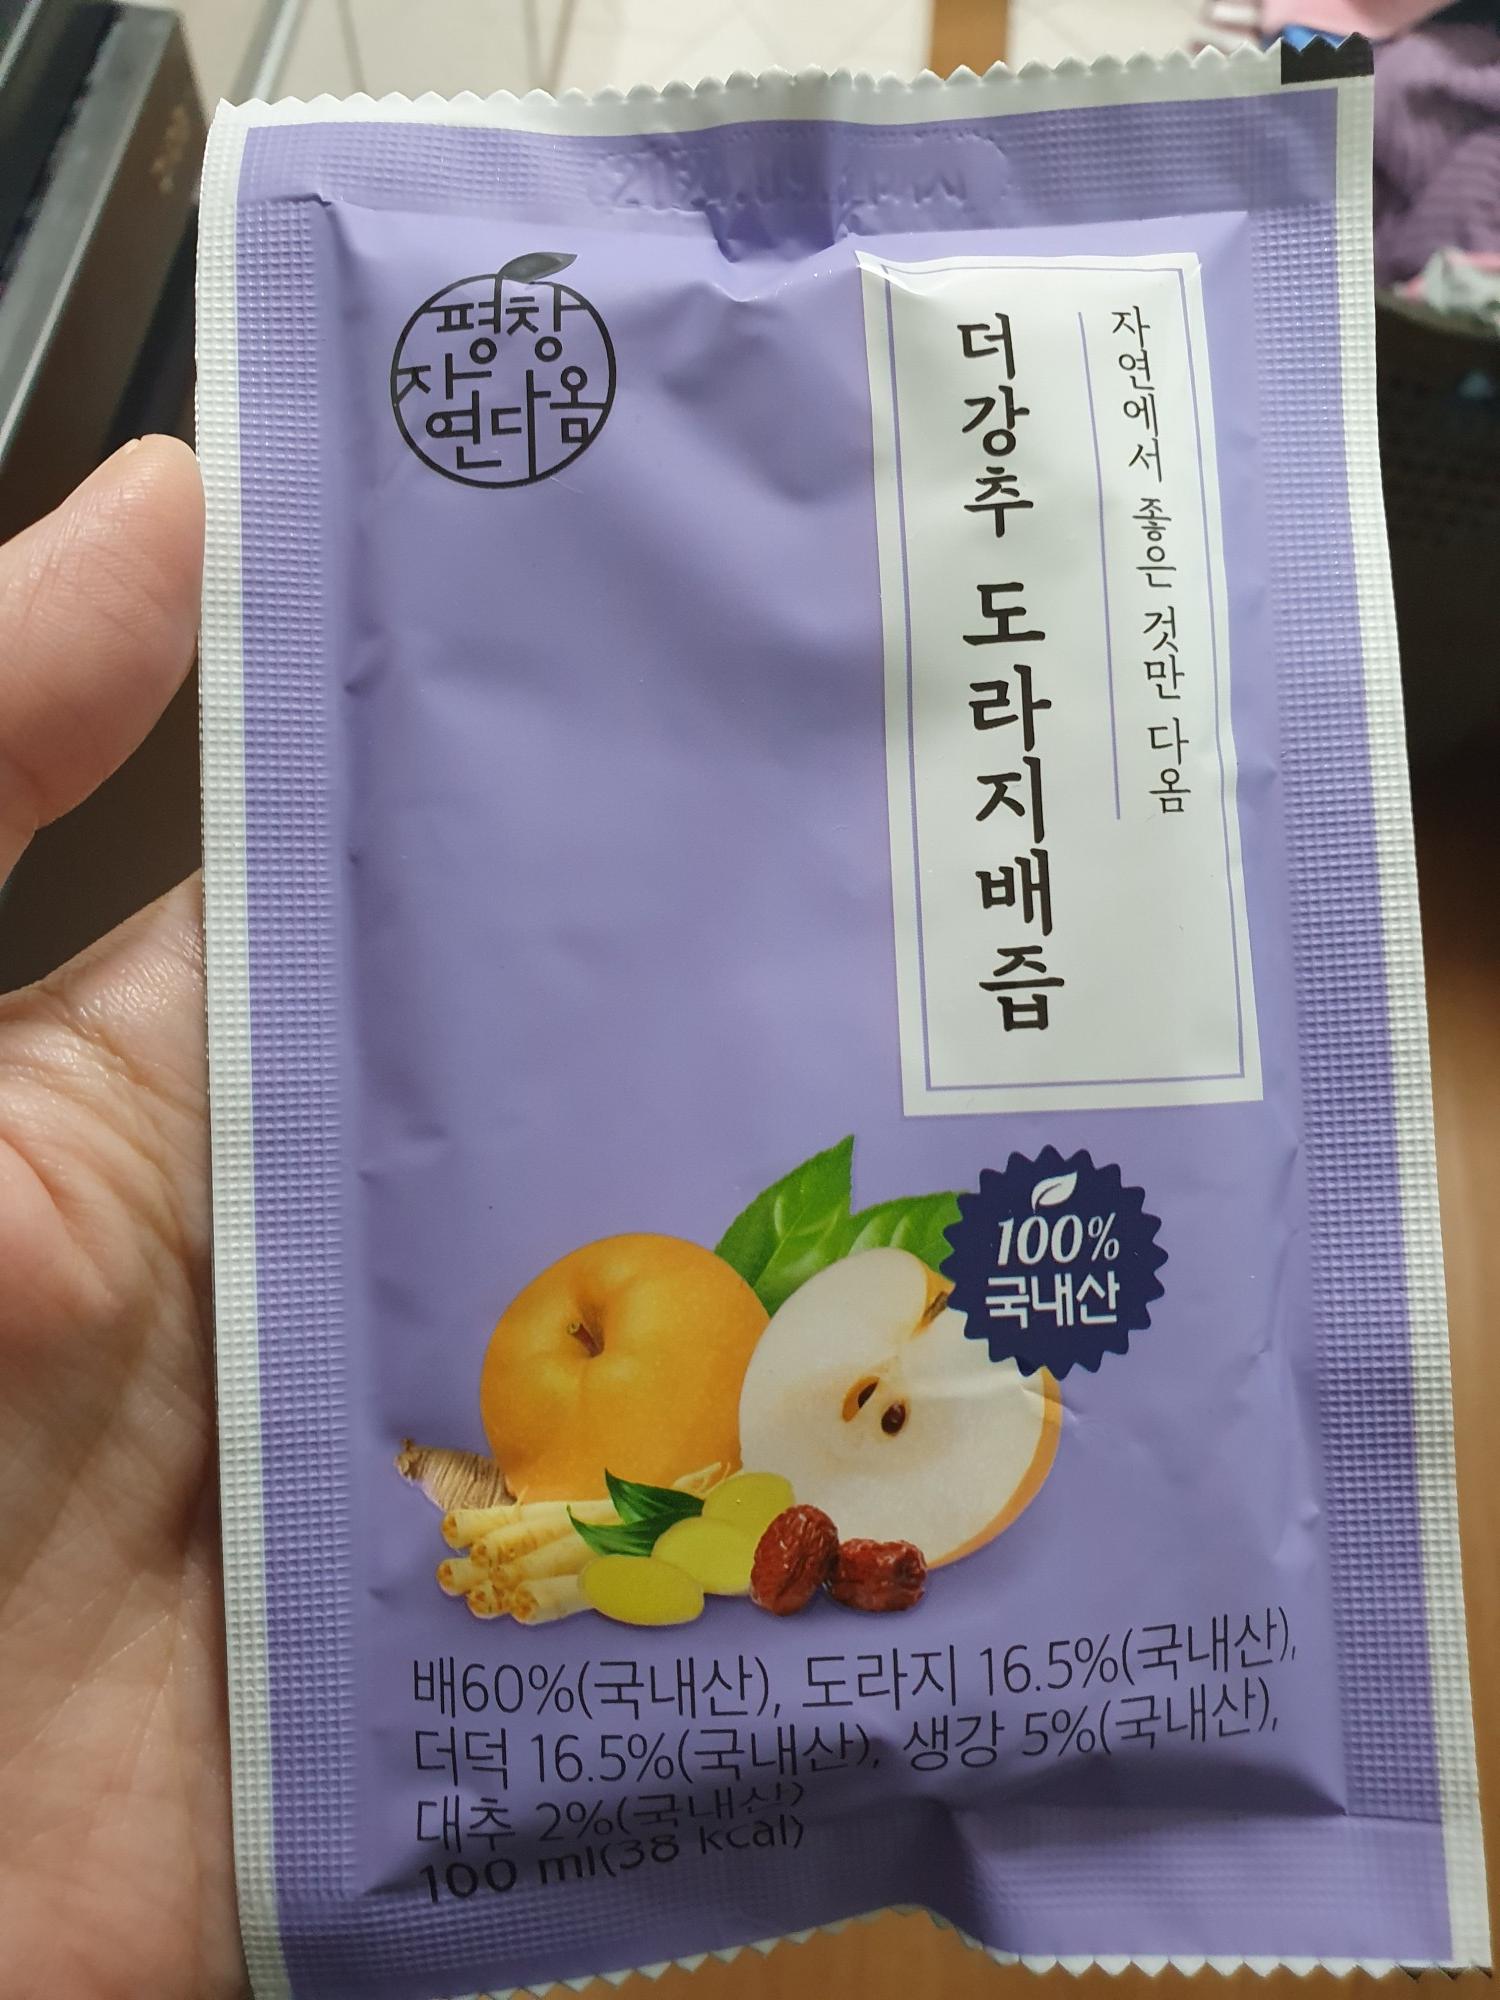 평창
자연다옴
자연에서 좋은 것만 다옴
더강추 도라지배즙
100%
국내산
배60%(국내산), 도라지 16.5%(국내산),
더덕 16.5%(국내산), 생강 5%(국내산),
대추 2%(국내산)
100 ml(38 kcal)